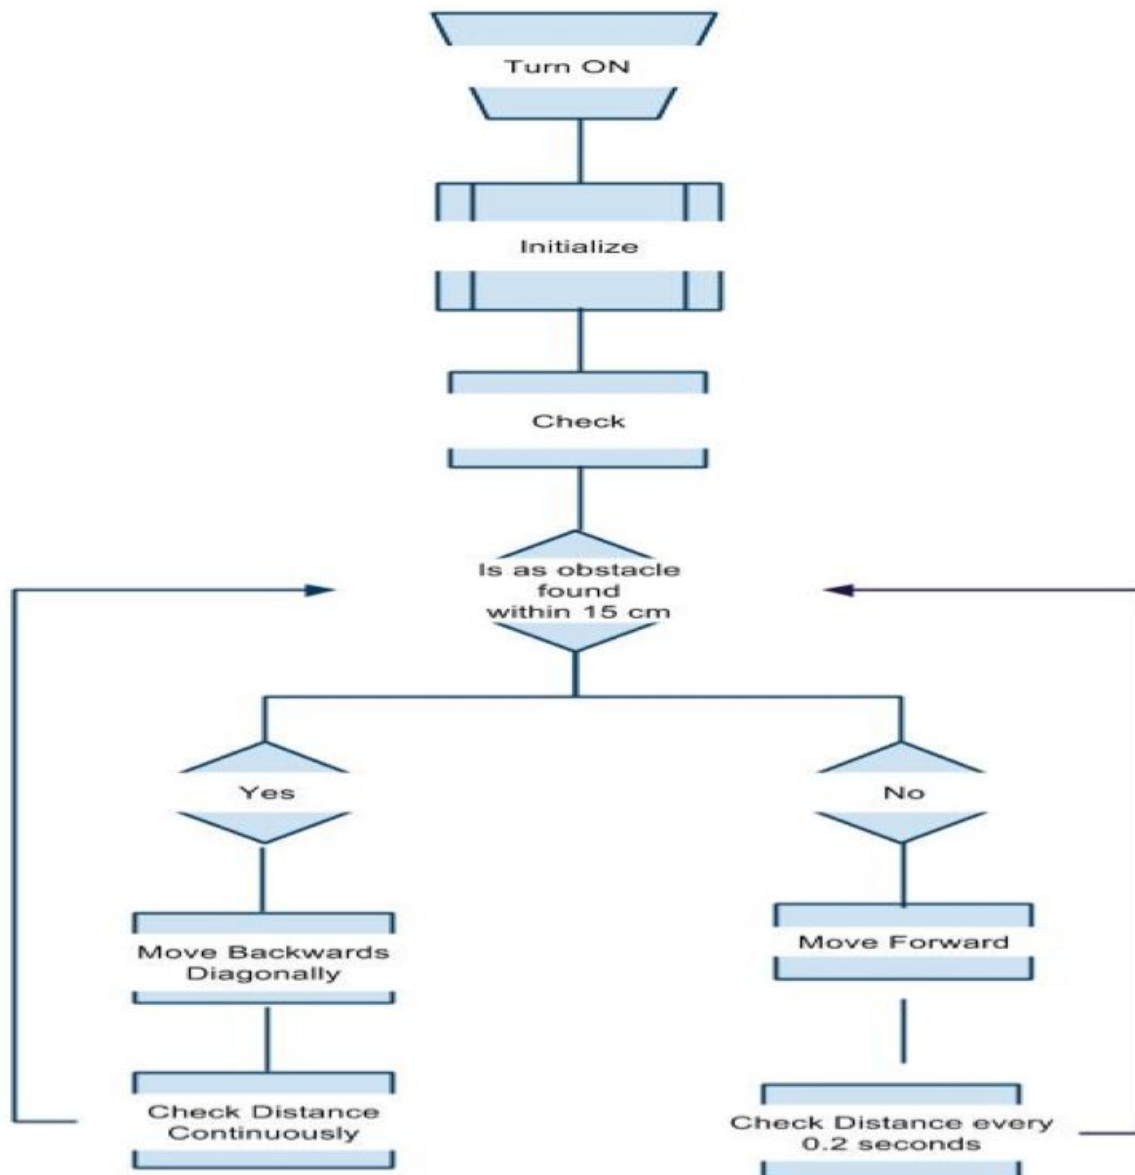 Turn ON
Initialize
Check
Is as obstacle
found
within 15 cm
Yes
No
Move Backwards
Diagonally
Move Forward
Check Distance
Continuously
Check Distance every
0.2 seconds